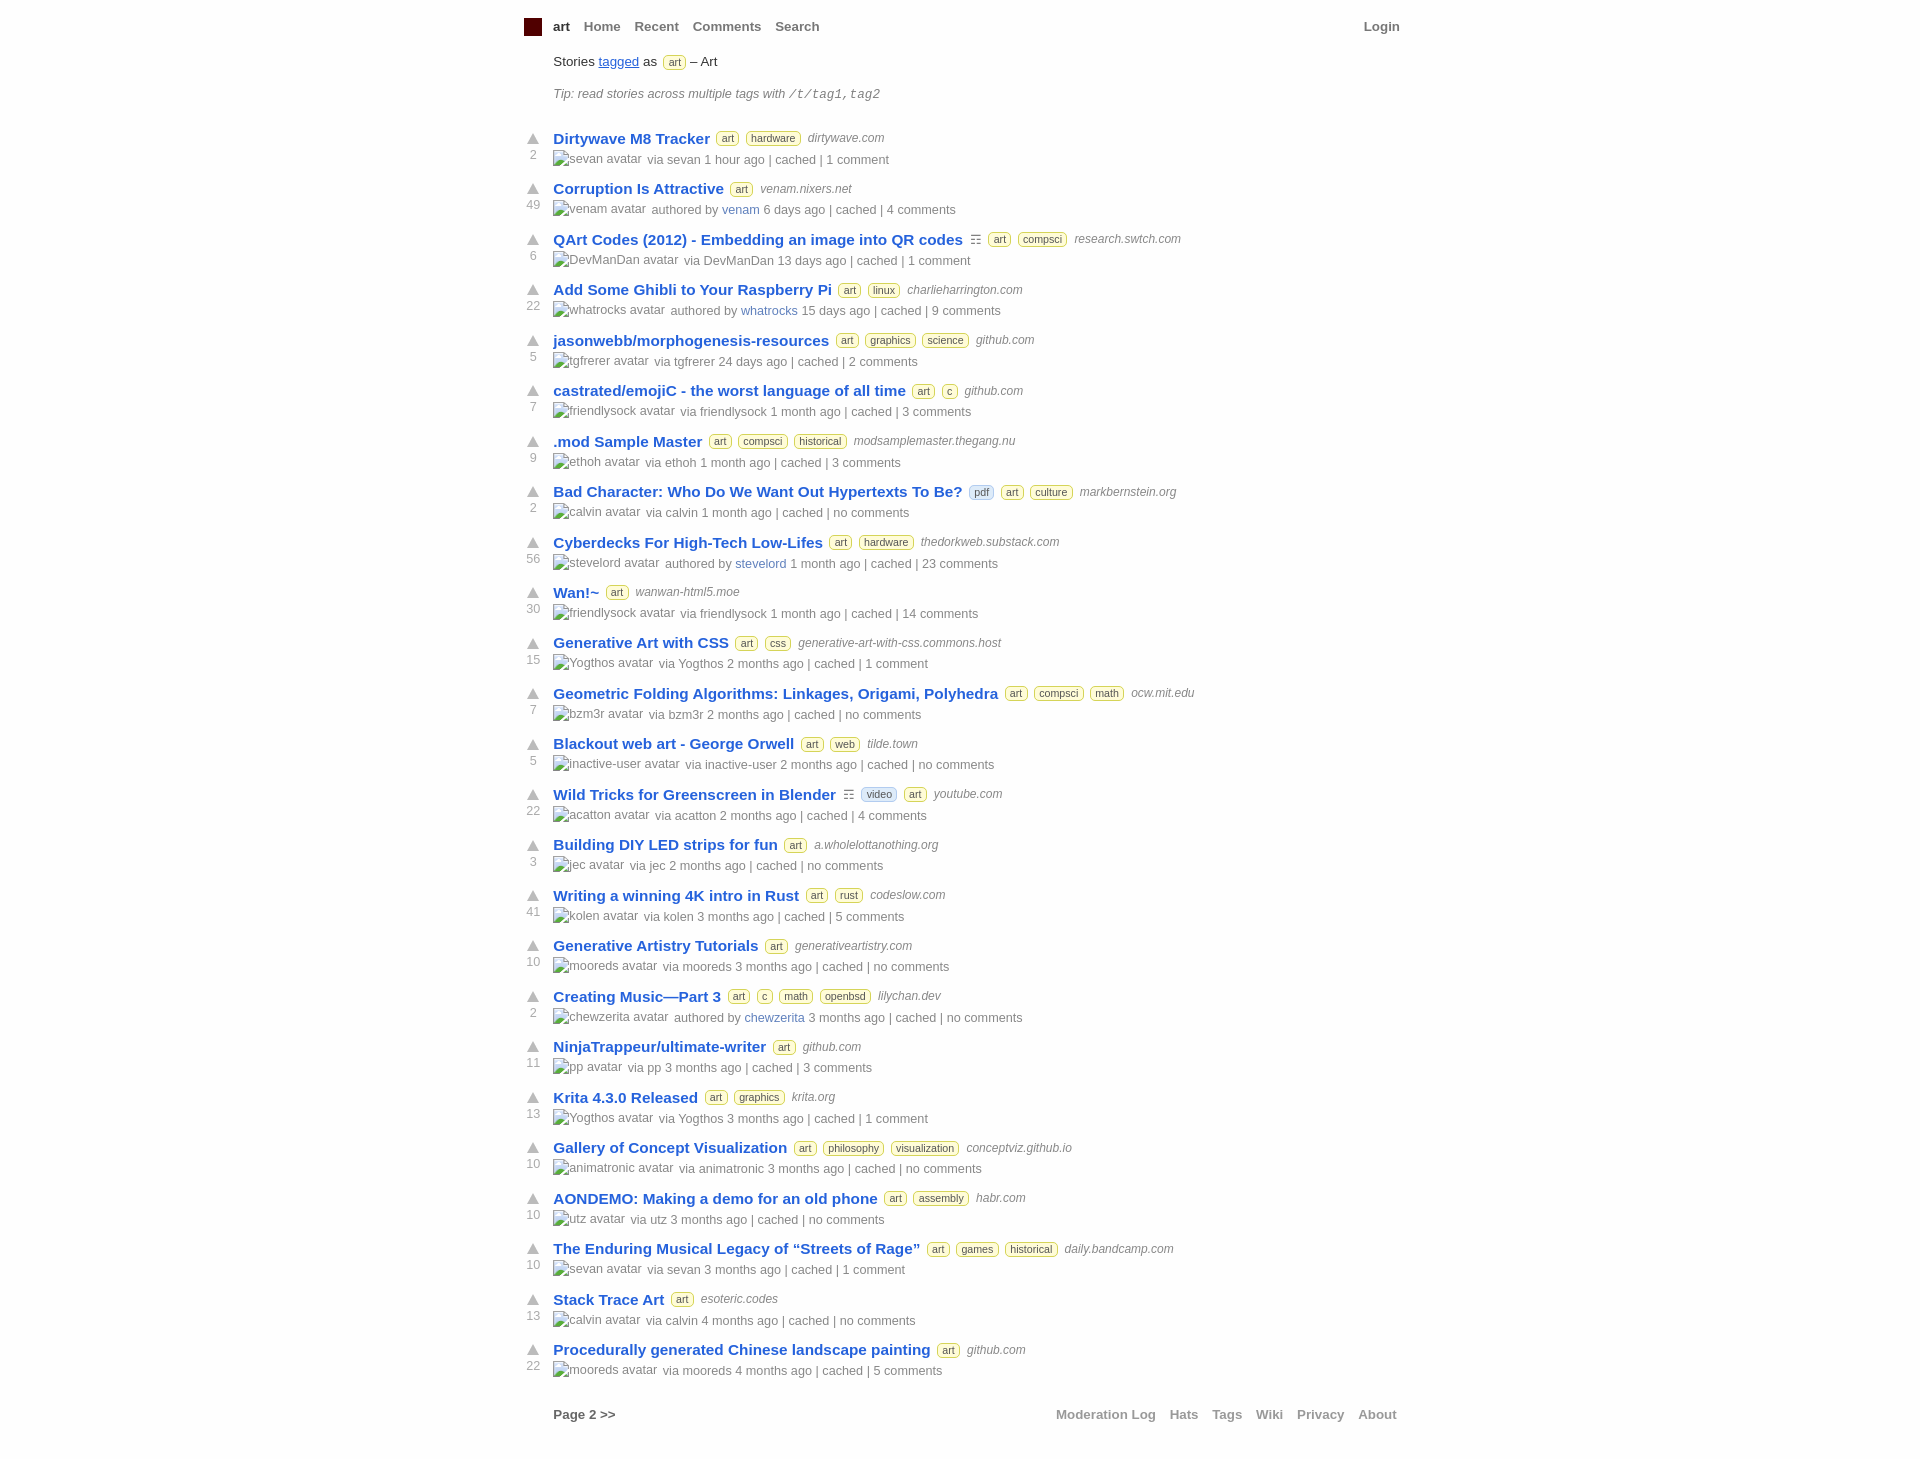 art Home Recent Comments Search Login
Stories tagged as art – Art
Tip: read stories across multiple tags with /t/tag1,tag2
Dirtywave M8 Tracker art hardware dirtywave.com
2 sevan avatar via sevan 1 hour ago | cached | 1 comment
Corruption Is Attractive art venam.nixers.net
49 venam avatar authored by venam 6 days ago | cached | 4 comments
QArt Codes (2012) - Embedding an image into QR codes ☶ art compsci research.swtch.com
6 DevManDan avatar via DevManDan 13 days ago | cached | 1 comment
Add Some Ghibli to Your Raspberry Pi art linux charlieharrington.com
22 whatrocks avatar authored by whatrocks 15 days ago | cached | 9 comments
jasonwebb/morphogenesis-resources art graphics science github.com
5 tgfrerer avatar via tgfrerer 24 days ago | cached | 2 comments
castrated/emojiC - the worst language of all time art c github.com
7 friendlysock avatar via friendlysock 1 month ago | cached | 3 comments
.mod Sample Master art compsci historical modsamplemaster.thegang.nu
9 ethoh avatar via ethoh 1 month ago | cached | 3 comments
Bad Character: Who Do We Want Out Hypertexts To Be? pdf art culture markbernstein.org
2 calvin avatar via calvin 1 month ago | cached | no comments
Cyberdecks For High-Tech Low-Lifes art hardware thedorkweb.substack.com
56 stevelord avatar authored by stevelord 1 month ago | cached | 23 comments
Wan!~ art wanwan-html5.moe
30 friendlysock avatar via friendlysock 1 month ago | cached | 14 comments
Generative Art with CSS art css generative-art-with-css.commons.host
15 Yogthos avatar via Yogthos 2 months ago | cached | 1 comment
Geometric Folding Algorithms: Linkages, Origami, Polyhedra art compsci math ocw.mit.edu
7 bzm3r avatar via bzm3r 2 months ago | cached | no comments
Blackout web art - George Orwell art web tilde.town
5 inactive-user avatar via inactive-user 2 months ago | cached | no comments
Wild Tricks for Greenscreen in Blender ☶ video art youtube.com
22 acatton avatar via acatton 2 months ago | cached | 4 comments
Building DIY LED strips for fun art a.wholelottanothing.org
3 jec avatar via jec 2 months ago | cached | no comments
Writing a winning 4K intro in Rust art rust codeslow.com
41 kolen avatar via kolen 3 months ago | cached | 5 comments
Generative Artistry Tutorials art generativeartistry.com
10 mooreds avatar via mooreds 3 months ago | cached | no comments
Creating Music—Part 3 art c math openbsd lilychan.dev
2 chewzerita avatar authored by chewzerita 3 months ago | cached | no comments
NinjaTrappeur/ultimate-writer art github.com
11 pp avatar via pp 3 months ago | cached | 3 comments
Krita 4.3.0 Released art graphics krita.org
13 Yogthos avatar via Yogthos 3 months ago | cached | 1 comment
Gallery of Concept Visualization art philosophy visualization conceptviz.github.io
10 animatronic avatar via animatronic 3 months ago | cached | no comments
AONDEMO: Making a demo for an old phone art assembly habr.com
10 utz avatar via utz 3 months ago | cached | no comments
The Enduring Musical Legacy of “Streets of Rage” art games historical daily.bandcamp.com
10 sevan avatar via sevan 3 months ago | cached | 1 comment
Stack Trace Art art esoteric.codes
13 calvin avatar via calvin 4 months ago | cached | no comments
Procedurally generated Chinese landscape painting art github.com
22 mooreds avatar via mooreds 4 months ago | cached | 5 comments
Page 2 >> Moderation Log Hats Tags Wiki Privacy About